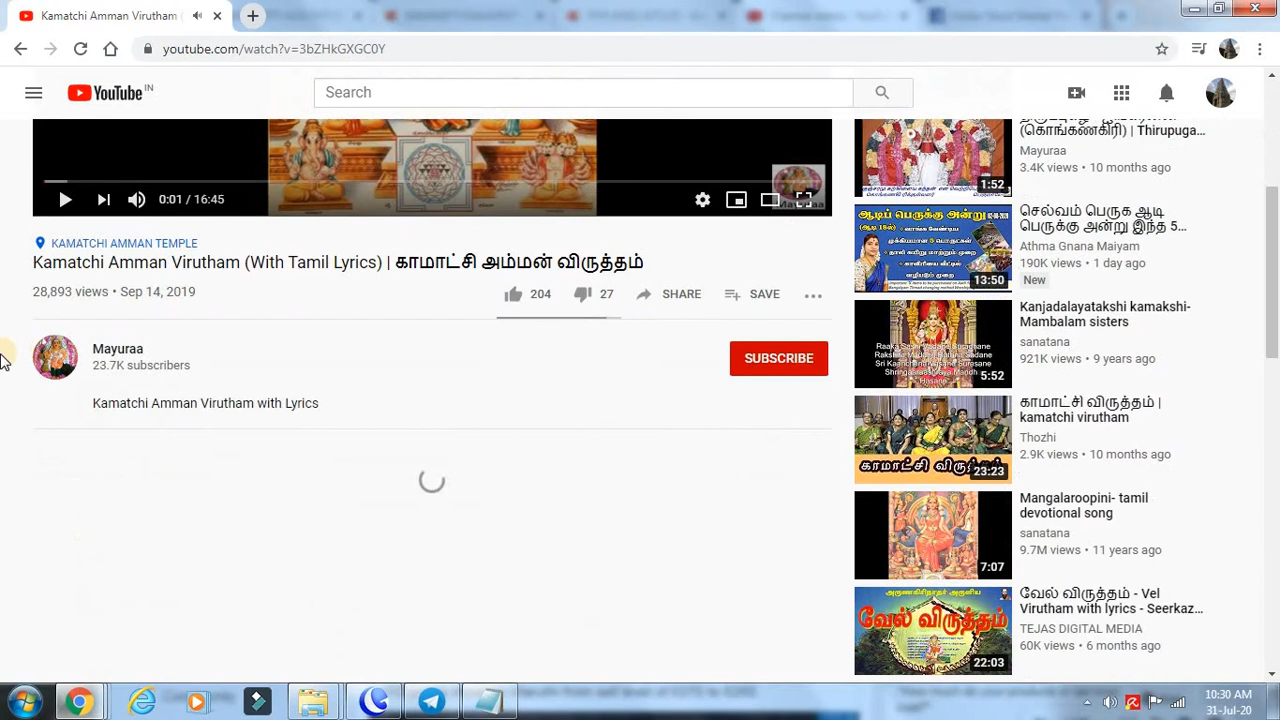 Kamatchi Amman Virutham
youtube.com/watch?v=3bZHkGXGC0Y
YouTube IN
Search
0:01 / 16:45
KAMATCHI AMMAN TEMPLE
Kamatchi Amman Virutham (With Tamil Lyrics) | காமாட்சி அம்மன் விருத்தம்
28,893 views • Sep 14, 2019
204 27 SHARE SAVE
Mayuraa
23.7K subscribers
SUBSCRIBE
Kamatchi Amman Virutham with Lyrics
(கொங்கணகிரி) | Thirupuga...
Mayuraa
3.4K views • 10 months ago
1:52
ஆடிப் பெருக்கு அன்று
13:50
செல்வம் பெருக ஆடி
பெருக்கு அன்று இந்த 5...
Athma Gnana Maiyam
190K views • 1 day ago
New
5:52
Kanjadalayatakshi kamakshi-
Mambalam sisters
sanatana
921K views • 9 years ago
23:23
காமாட்சி விருத்தம் |
kamatchi virutham
Thozhi
2.9K views • 10 months ago
7:07
Mangalaroopini- tamil
devotional song
sanatana
9.7M views • 11 years ago
வேல் விருத்தம்
22:03
வேல் விருத்தம் - Vel
Virutham with lyrics - Seerkaz...
TEJAS DIGITAL MEDIA
60K views • 6 months ago
10:30 AM
31-Jul-20